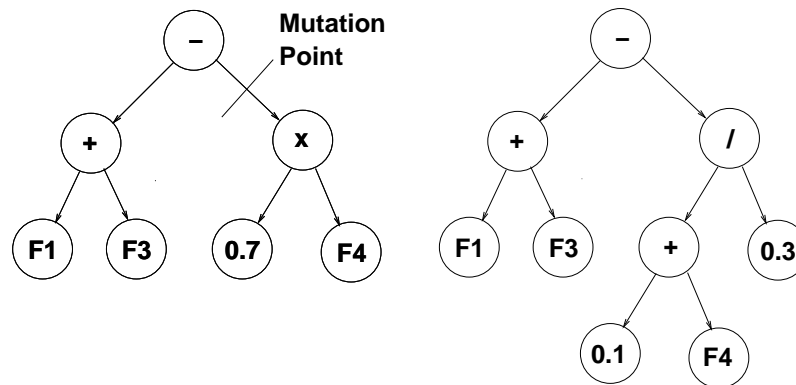 Mutation
Point
–
+
x
F1
F3
0.7
F4
–
+
/
F1
F3
+
0.3
0.1
F4